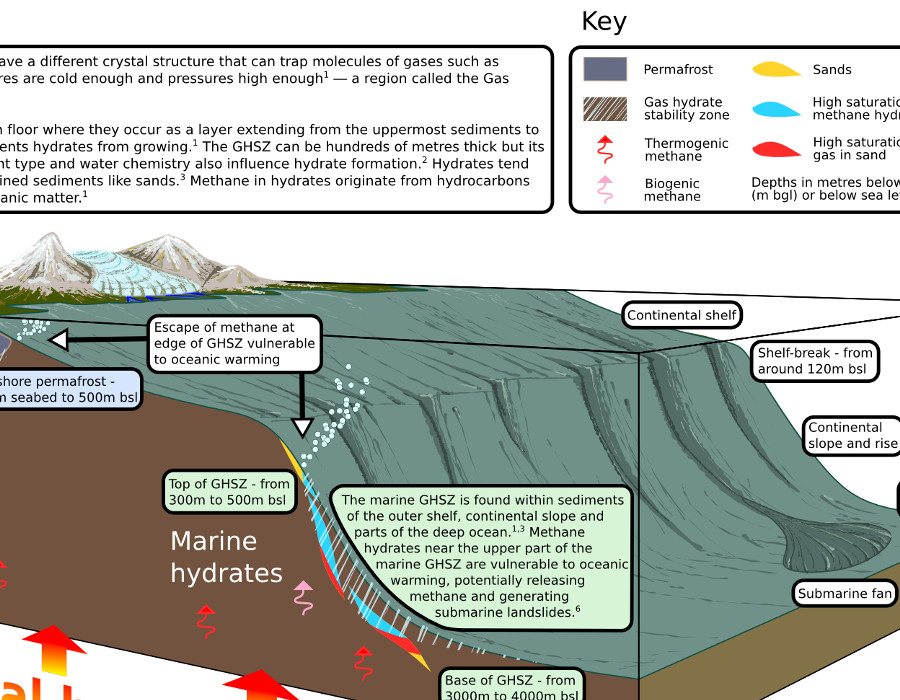 Key
ave a different crystal structure that can trap molecules of gases such as
res are cold enough and pressures high enough¹ — a region called the Gas
n floor where they occur as a layer extending from the uppermost sediments to
ents hydrates from growing.¹ The GHSZ can be hundreds of metres thick but its
nt type and water chemistry also influence hydrate formation.² Hydrates tend
ined sediments like sands.³ Methane in hydrates originate from hydrocarbons
anic matter.¹
Permafrost
Gas hydrate
stability zone
Thermogenic
methane
Biogenic
methane
Sands
High saturatio
methane hydr
High saturatio
gas in sand
Depths in metres below
(m bgl) or below sea le
Continental shelf
Escape of methane at
edge of GHSZ vulnerable
to oceanic warming
Shelf-break - from
around 120m bsl
shore permafrost -
m seabed to 500m bsl
Continental
slope and rise
Top of GHSZ - from
300m to 500m bsl
The marine GHSZ is found within sediments
of the outer shelf, continental slope and
parts of the deep ocean.¹·³ Methane
hydrates near the upper part of the
marine GHSZ are vulnerable to oceanic
warming, potentially releasing
methane and generating
submarine landslides.⁶
Marine
hydrates
Submarine fan
Base of GHSZ - from
3000m to 4000m bsl